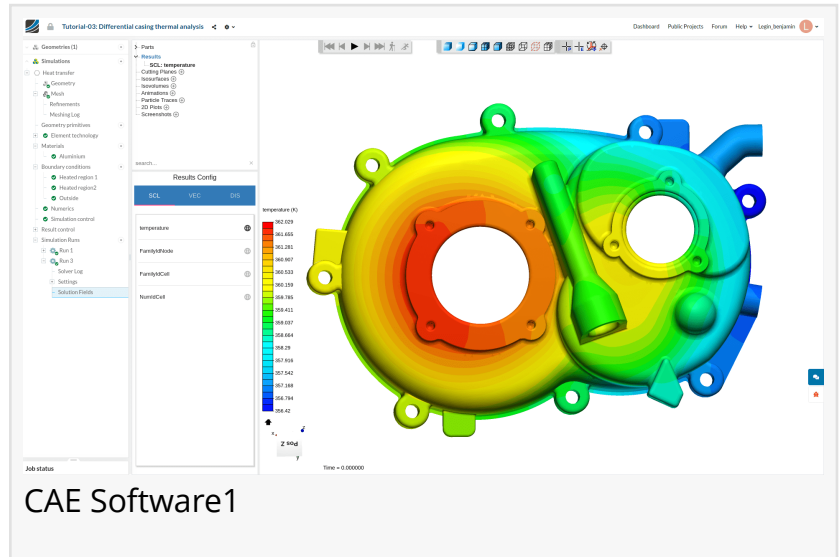 Tutorial-03: Differential casing thermal analysis
Dashboard Public Projects Forum Help Login_benjamin L
Geometries (1)
Simulations
Heat transfer
Geometry
Mesh
Refinements
Meshing Log
Geometry primitives
Element technology
Materials
Aluminium
Boundary conditions
Heated region 1
Heated region2
Outside
Numerics
Simulation control
Result control
Simulation Runs
Run 1
Run 3
Solver Log
Settings
Solution Fields
Job status
Parts
Results
SCL: temperature
Cutting Planes
Isosurfaces
Isovolumes
Animations
Particle Traces
2D Plots
Screenshots
search...
Results Config
SCL VEC DIS
temperature
FamilyIdNode
FamilyIdCell
NumIdCell
temperature (K)
362.029
361.655
361.281
360.907
360.533
360.159
359.785
359.411
359.037
358.664
358.29
357.916
357.542
357.168
356.794
356.42
Z
x
Pos Z
y
Time = 0.000000
CAE Software1